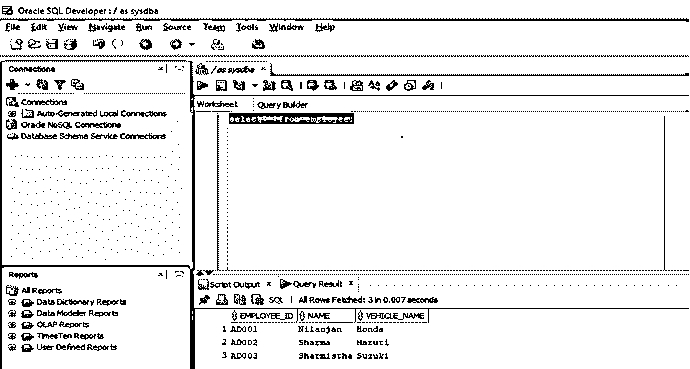 Oracle SQL Developer : / as sysdba
File Edit View Navigate Run Source Team Tools Window Help
Connections
Connections
Auto-Generated Local Connections
Oracle NoSQL Connections
Database Schema Service Connections
/ as sysdba
Worksheet Query Builder
select * from employee;
Reports
All Reports
Data Dictionary Reports
Data Modeler Reports
OLAP Reports
TimesTen Reports
User Defined Reports
Script Output Query Result
SQL All Rows Fetched: 3 in 0.007 seconds
EMPLOYEE_ID NAME VEHICLE_NAME
1 AD001 Nilanjan Honda
2 AD002 Sharma Maruti
3 AD003 Sharmistha Suzuki